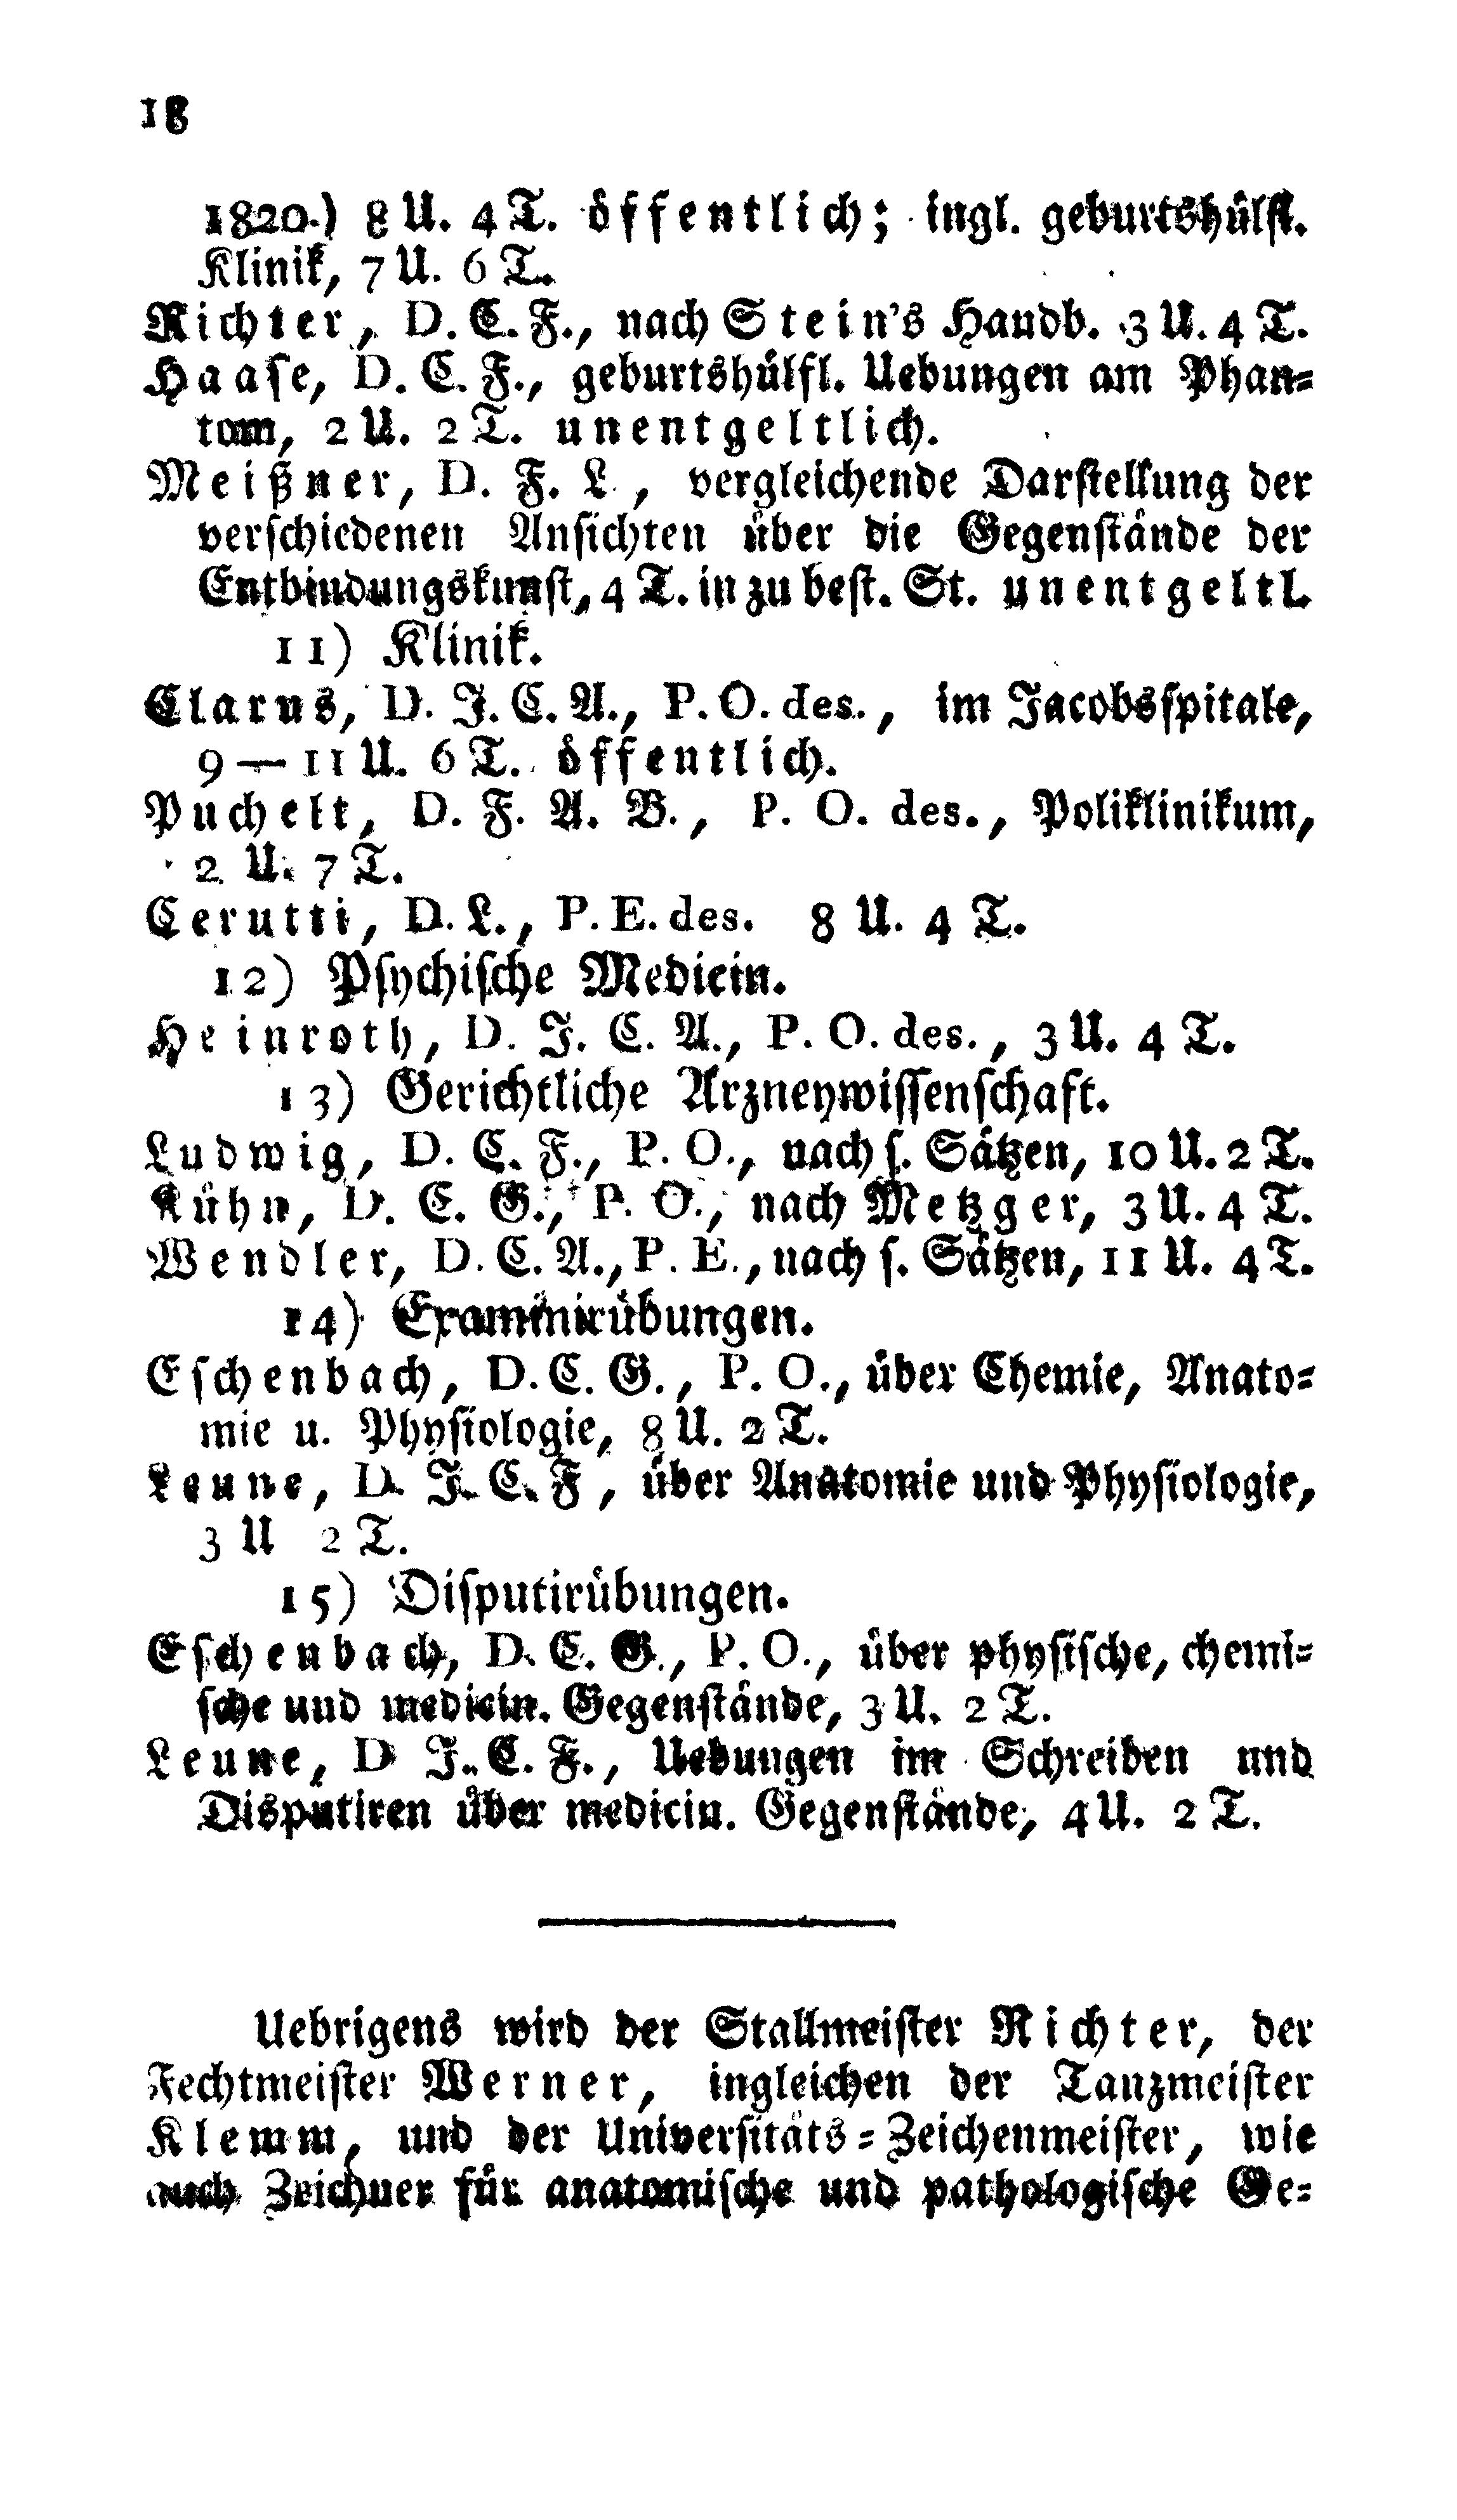 18
1820.) 8 U. 4 T. öffentlich; ingl. geburtshülfl.
Klinik, 7 U. 6 T.
Richter, D. C. F., nach Stein's Handb. 3 U. 4 T.
Haase, D. C. F., geburtshülfl. Uebungen am Phan-
tom, 2 U. 2 T. unentgeltlich.
Meißner, D. F. L., vergleichende Darstellung der
verschiedenen Ansichten über die Gegenstände der
Entbindungskunst, 4 T. in zu best. St. unentgeltl.
11) Klinik.
Clarus, D. J. C. A., P. O. des., im Jacobsspitale,
9—11 U. 6 T. öffentlich.
Puchelt, D. F. A. B., P. O. des., Poliklinikum,
2 U. 7 T.
Cerutti, D. L., P. E. des. 8 U. 4 T.
12) Psychische Medicin.
Heinroth, D. J. C. A., P. O. des., 3 U. 4 T.
13) Gerichtliche Arzneywissenschaft.
Ludwig, D. C. F., P. O., nach s. Sätzen, 10 U. 2 T.
Kühn, D. C. G., P. O., nach Metzger, 3 U. 4 T.
Wendler, D. C. A., P. E., nach s. Sätzen, 11 U. 4 T.
14) Examinirübungen.
Eschenbach, D. C. G., P. O., über Chemie, Anato-
mie u. Physiologie, 8 U. 2 T.
Leune, D. J. C. F, über Anatomie und Physiologie,
3 U 2 T.
15) Disputirübungen.
Eschenbach, D. C. G., P. O., über physische, chemi-
sche und medicin. Gegenstände, 3 U. 2 T.
Leune, D J. C. F., Uebungen im Schreiben und
Disputiren über medicin. Gegenstände, 4 U. 2 T.
Uebrigens wird der Stallmeister Richter, der
Fechtmeister Werner, ingleichen der Tanzmeister
Klemm, und der Universitäts-Zeichenmeister, wie
auch Zeichner für anatomische und pathologische Ge-